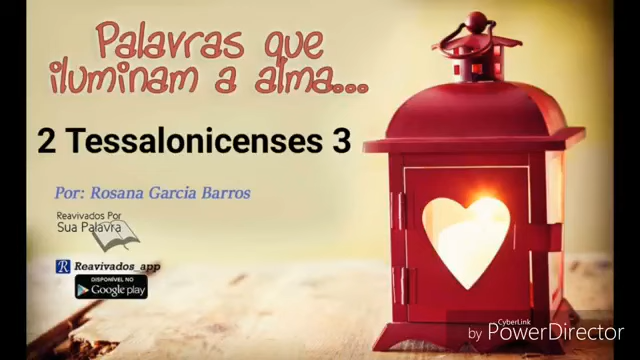 Palavras que
iluminam a alma...
2 Tessalonicenses 3
Por: Rosana Garcia Barros
Reavivados Por
Sua Palavra
R Reavivados_app
DISPONÍVEL NO
Google play
CyberLink
by PowerDirector